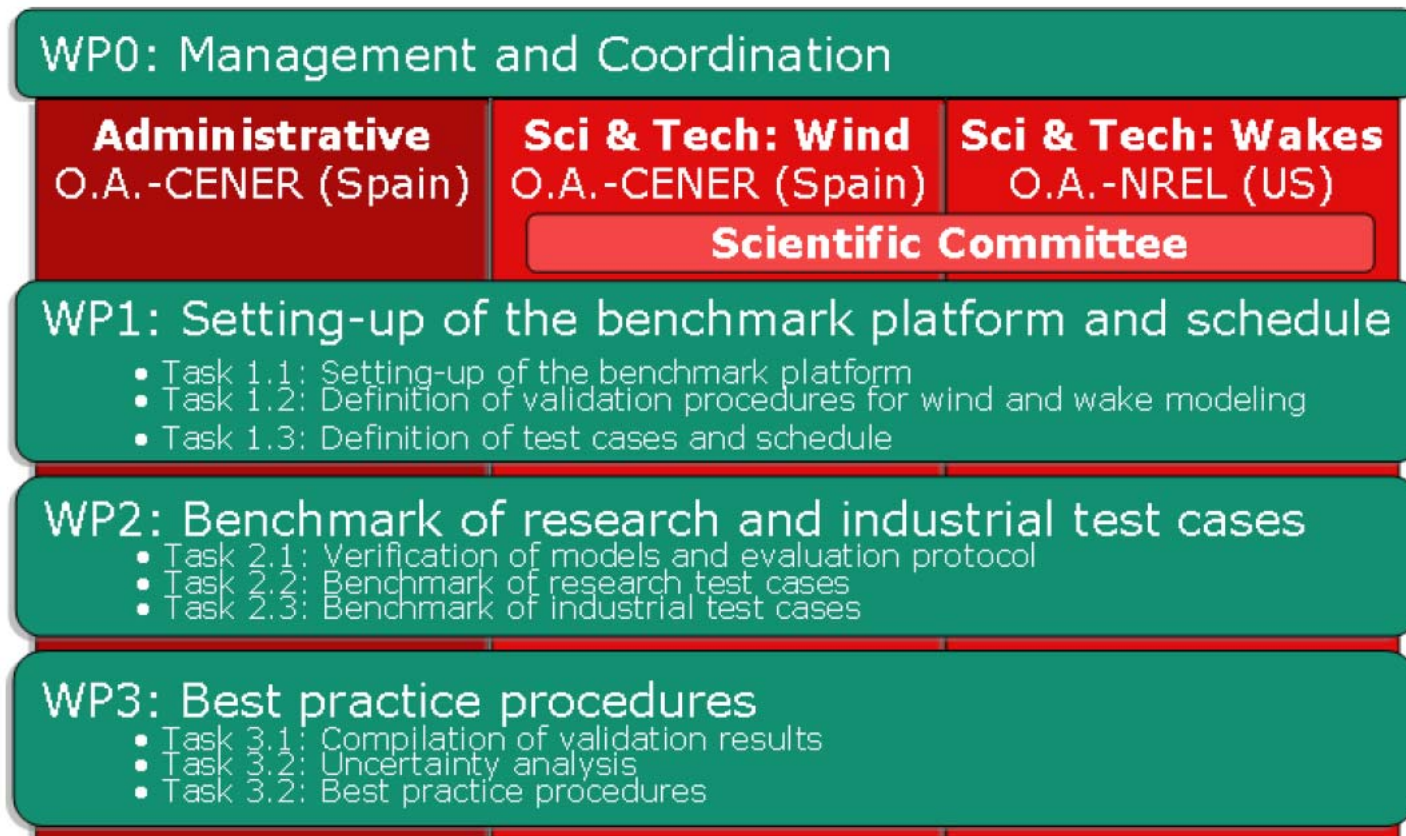 WP0: Management and Coordination
Administrative
O.A.-CENER (Spain)
Sci & Tech: Wind
O.A.-CENER (Spain)
Sci & Tech: Wakes
O.A.-NREL (US)
Scientific Committee
WP1: Setting-up of the benchmark platform and schedule
• Task 1.1: Setting-up of the benchmark platform
• Task 1.2: Definition of validation procedures for wind and wake modeling
• Task 1.3: Definition of test cases and schedule
WP2: Benchmark of research and industrial test cases
• Task 2.1: Verification of models and evaluation protocol
• Task 2.2: Benchmark of research test cases
• Task 2.3: Benchmark of industrial test cases
WP3: Best practice procedures
• Task 3.1: Compilation of validation results
• Task 3.2: Uncertainty analysis
• Task 3.2: Best practice procedures